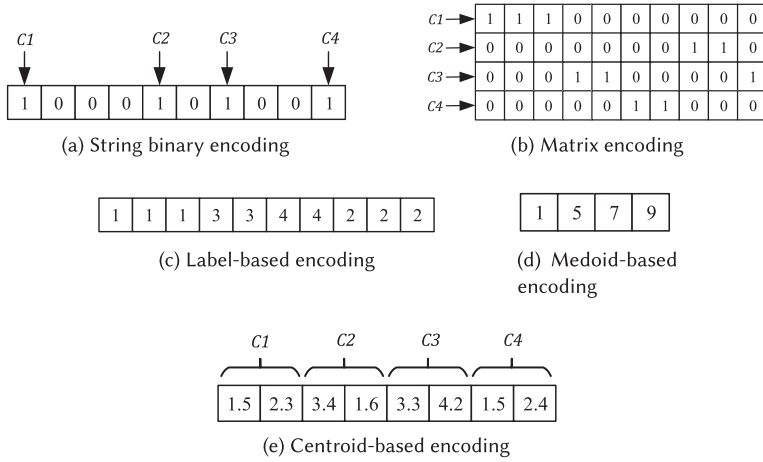 C1 C2 C3 C4
1 0 0 0 1 0 1 0 0 1
(a) String binary encoding
C1 1 1 1 0 0 0 0 0 0 0
C2 0 0 0 0 0 0 0 1 1 0
C3 0 0 0 1 1 0 0 0 0 1
C4 0 0 0 0 0 1 1 0 0 0
(b) Matrix encoding
1 1 1 3 3 4 4 2 2 2
(c) Label-based encoding
1 5 7 9
(d) Medoid-based
encoding
C1 C2 C3 C4
1.5 2.3 3.4 1.6 3.3 4.2 1.5 2.4
(e) Centroid-based encoding